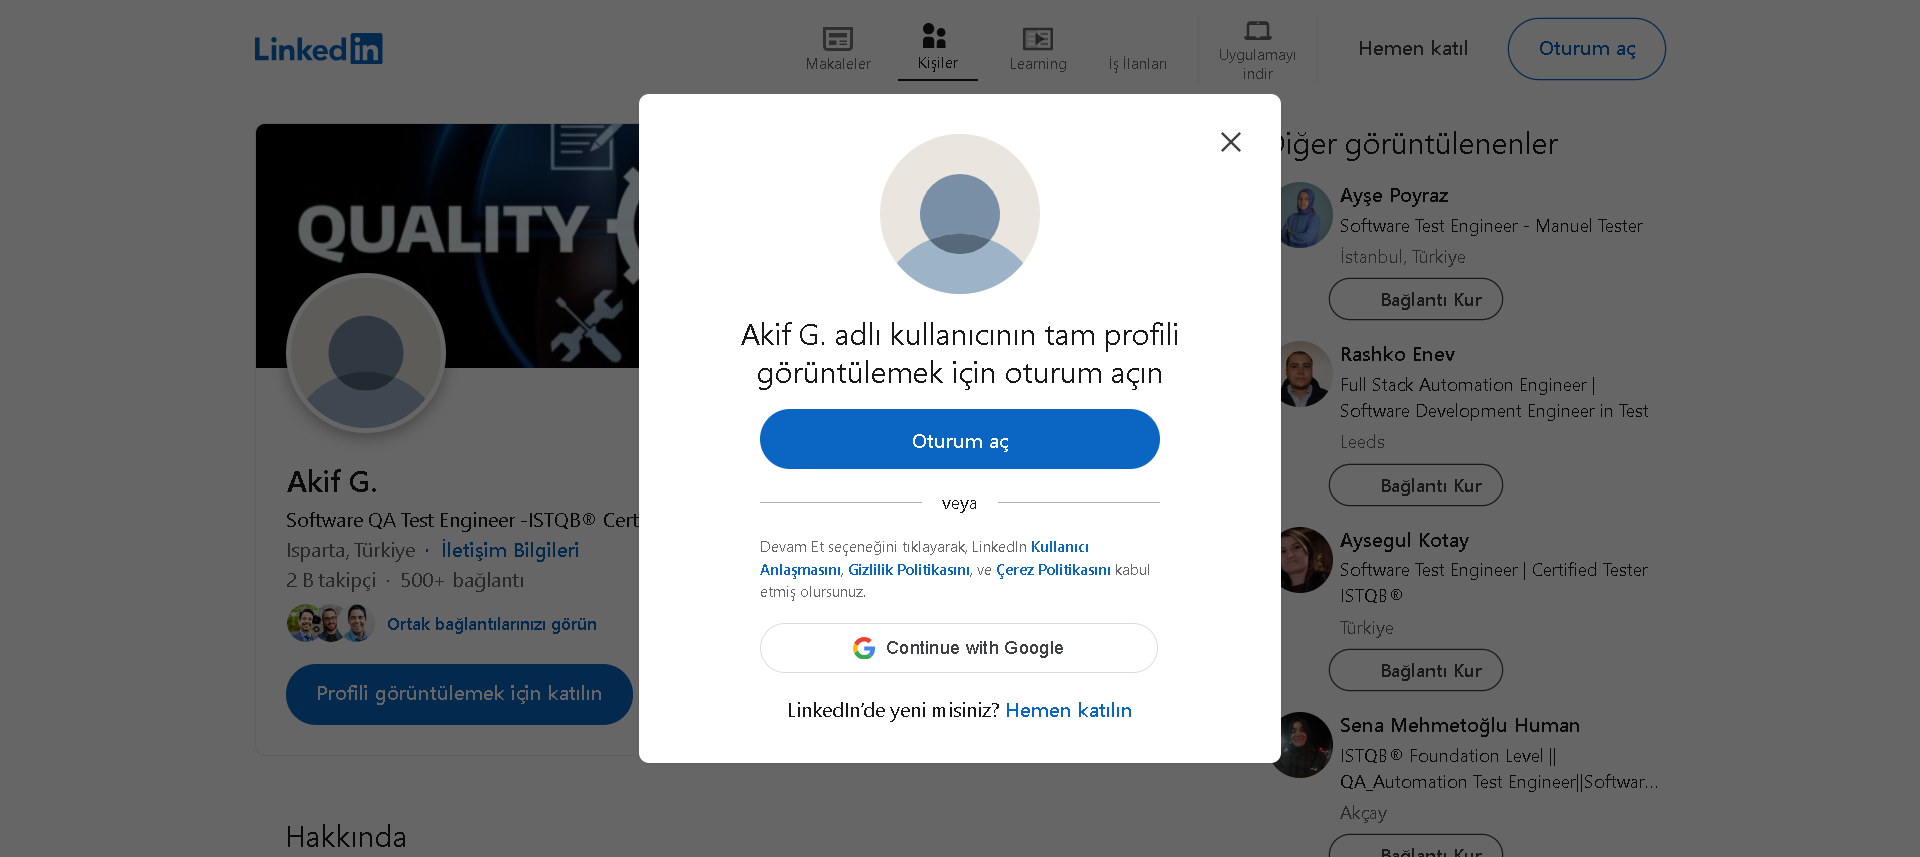 LinkedIn
Makaleler
Kişiler
Learning
İş İlanları
Uygulamayı
indir
Hemen katıl
Oturum aç
QUALITY
Akif G.
Software QA Test Engineer -ISTQB® Cert
Isparta, Türkiye · İletişim Bilgileri
2 B takipçi · 500+ bağlantı
Ortak bağlantılarınızı görün
Profili görüntülemek için katılın
Hakkında
Akif G. adlı kullanıcının tam profili
görüntülemek için oturum açın
Oturum aç
veya
Devam Et seçeneğini tıklayarak, LinkedIn Kullanıcı
Anlaşmasını, Gizlilik Politikasını, ve Çerez Politikasını kabul
etmiş olursunuz.
Continue with Google
LinkedIn’de yeni misiniz? Hemen katılın
Diğer görüntülenenler
Ayşe Poyraz
Software Test Engineer - Manuel Tester
İstanbul, Türkiye
Bağlantı Kur
Rashko Enev
Full Stack Automation Engineer |
Software Development Engineer in Test
Leeds
Bağlantı Kur
Aysegul Kotay
Software Test Engineer | Certified Tester
ISTQB®
Türkiye
Bağlantı Kur
Sena Mehmetoğlu Human
ISTQB® Foundation Level ||
QA_Automation Test Engineer||Softwar...
Akçay
Bağlantı Kur